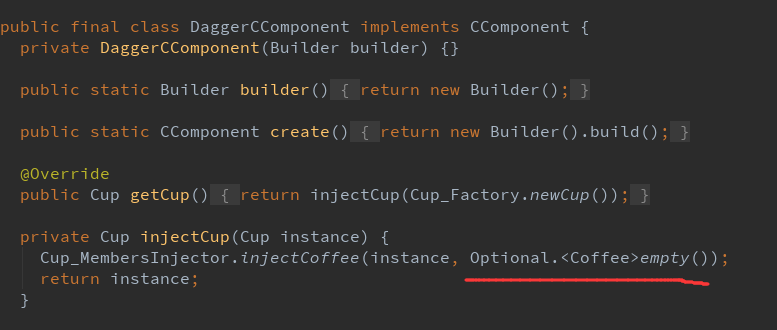 public final class DaggerCComponent implements CComponent {
private DaggerCComponent(Builder builder) {}
public static Builder builder() { return new Builder(); }
public static CComponent create() { return new Builder().build(); }
@Override
public Cup getCup() { return injectCup(Cup_Factory.newCup()); }
private Cup injectCup(Cup instance) {
Cup_MembersInjector.injectCoffee(instance, Optional.<Coffee>empty());
return instance;
}